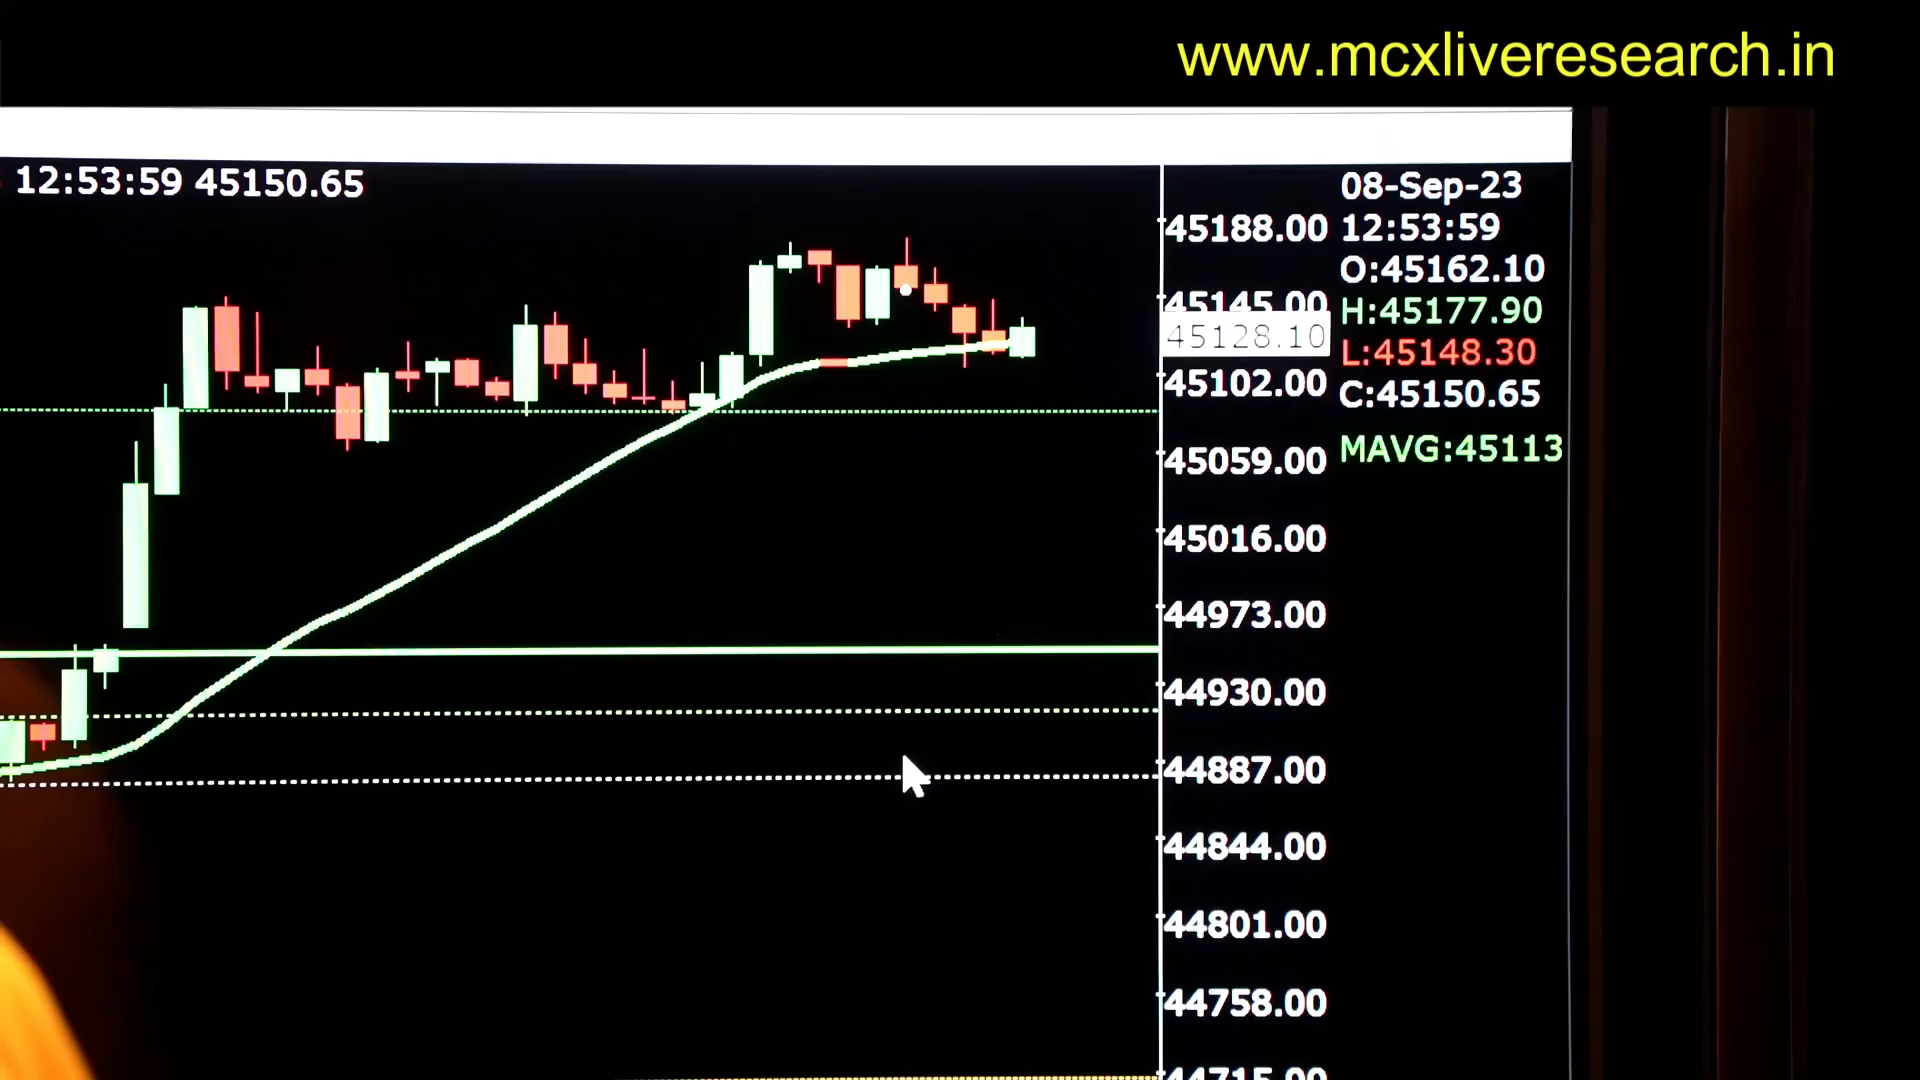 www.mcxliveresearch.in
12:53:59 45150.65
08-Sep-23
12:53:59
O:45162.10
H:45177.90
L:45148.30
C:45150.65
MAVG:45113
45188.00
45145.00
45128.10
45102.00
45059.00
45016.00
44973.00
44930.00
44887.00
44844.00
44801.00
44758.00
44715.00